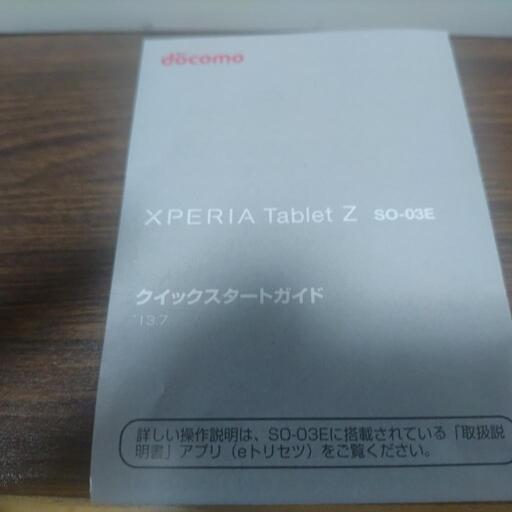 döcomo
XPERIA Tablet Z SO-03E
クイックスタートガイド
'13.7
詳しい操作説明は、SO-03Eに搭載されている「取扱説
明書」アプリ（eトリセツ）をご覧ください。